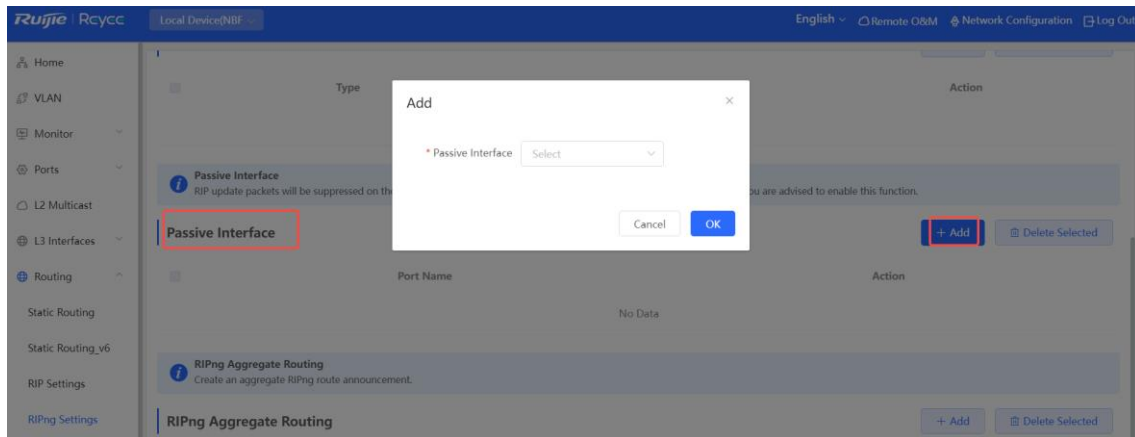 Ruijie | Rcycc
Local Device(NBF
English
Remote O&M
Network Configuration
Log Out
Home
VLAN
Monitor
Ports
L2 Multicast
L3 Interfaces
Routing
Static Routing
Static Routing_v6
RIP Settings
RIPng Settings
Type
Action
Add
* Passive Interface
Select
Cancel
OK
Passive Interface
RIP update packets will be suppressed on the
u are advised to enable this function.
Passive Interface
+ Add
Delete Selected
Port Name
Action
No Data
RIPng Aggregate Routing
Create an aggregate RIPng route announcement.
RIPng Aggregate Routing
+ Add
Delete Selected